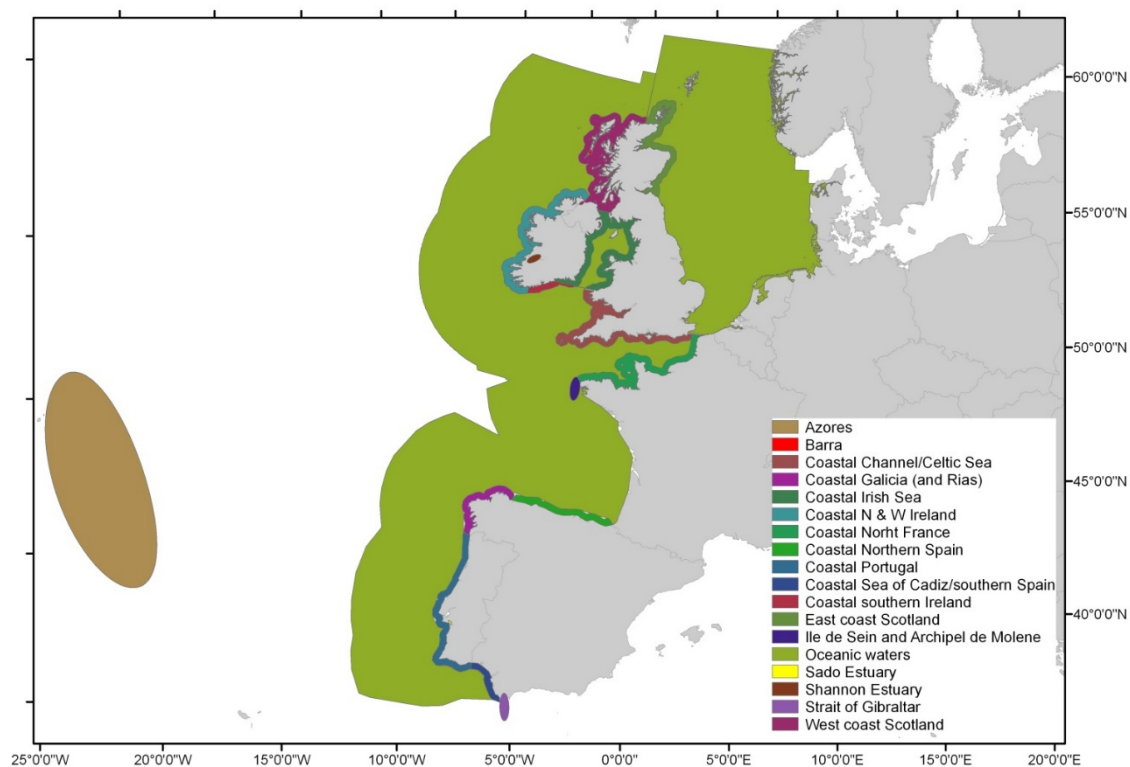 60°0'0"N
55°0'0"N
50°0'0"N
45°0'0"N
40°0'0"N
Azores
Barra
Coastal Channel/Celtic Sea
Coastal Galicia (and Rias)
Coastal Irish Sea
Coastal N & W Ireland
Coastal Norht France
Coastal Northern Spain
Coastal Portugal
Coastal Sea of Cadiz/southern Spain
Coastal southern Ireland
East coast Scotland
Ile de Sein and Archipel de Molene
Oceanic waters
Sado Estuary
Shannon Estuary
Strait of Gibraltar
West coast Scotland
25°0'0"W 20°0'0"W 15°0'0"W 10°0'0"W 5°0'0"W 0°0'0" 5°0'0"E 10°0'0"E 15°0'0"E 20°0'0"E